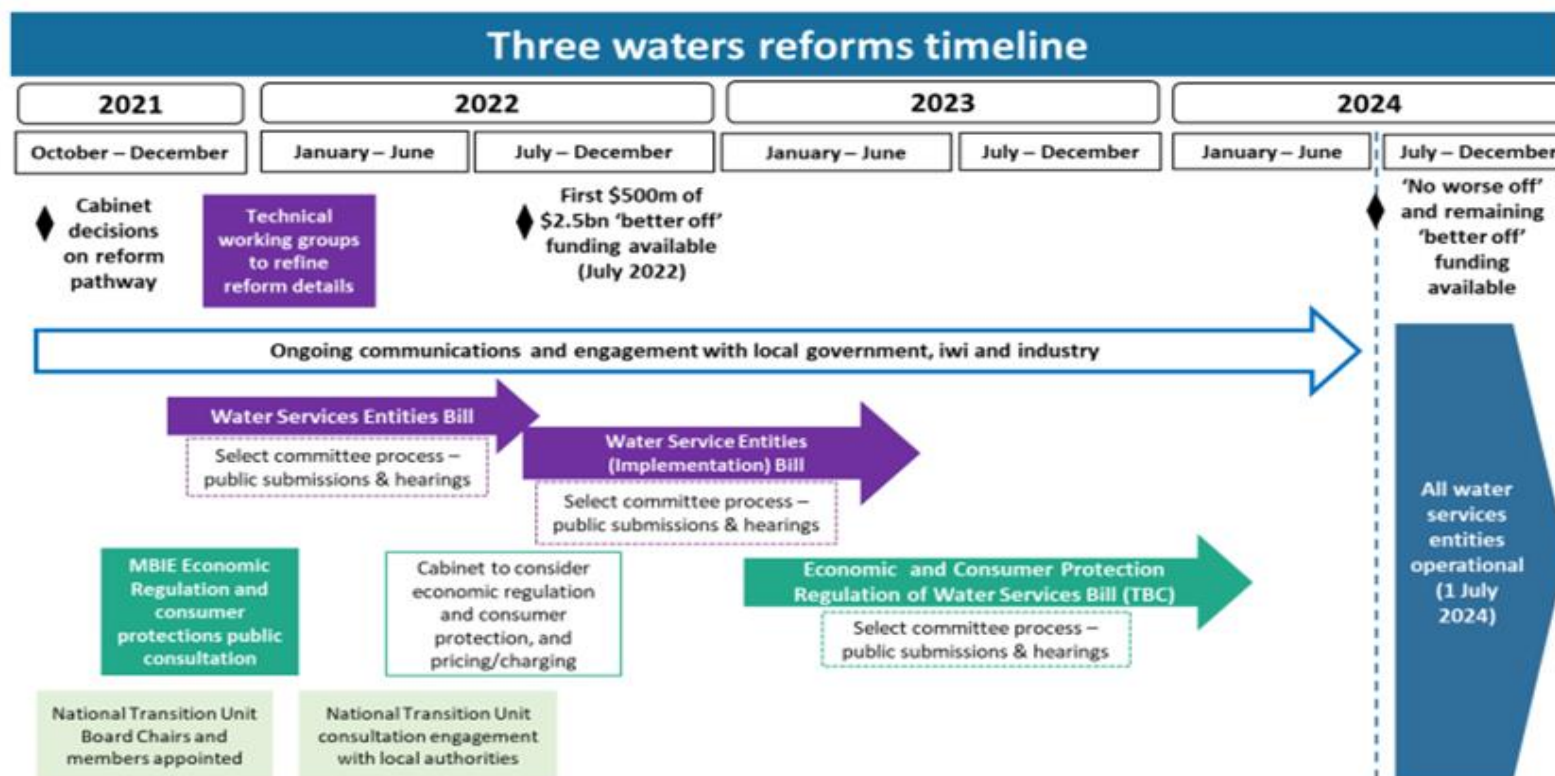 Three waters reforms timeline
2021
2022
2023
2024
October – December
January – June
July – December
January – June
July – December
January – June
July – December
Cabinet
decisions
on reform
pathway
Technical
working groups
to refine
reform details
First $500m of
$2.5bn ‘better off’
funding available
(July 2022)
‘No worse off’
and remaining
‘better off’
funding
available
Ongoing communications and engagement with local government, iwi and industry
Water Services Entities Bill
Select committee process –
public submissions & hearings
Water Service Entities
(Implementation) Bill
Select committee process –
public submissions & hearings
MBIE Economic
Regulation and
consumer
protections public
consultation
Cabinet to consider
economic regulation
and consumer
protection, and
pricing/charging
Economic and Consumer Protection
Regulation of Water Services Bill (TBC)
Select committee process –
public submissions & hearings
All water
services
entities
operational
(1 July
2024)
National Transition Unit
Board Chairs and
members appointed
National Transition Unit
consultation engagement
with local authorities